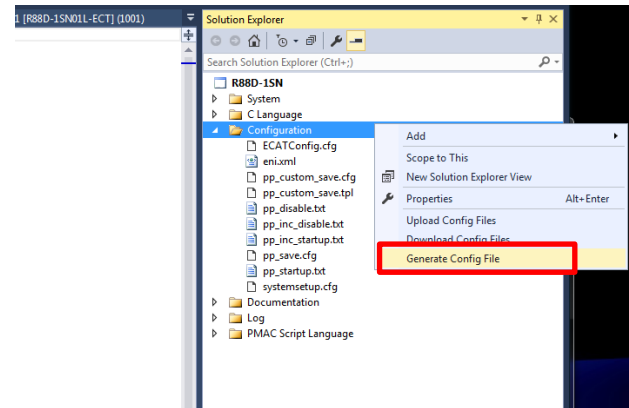 1 [R88D-1SN01L-ECT] (1001)
Solution Explorer
Search Solution Explorer (Ctrl+;)
R88D-1SN
System
C Language
Configuration
ECATConfig.cfg
eni.xml
pp_custom_save.cfg
pp_custom_save.tpl
pp_disable.txt
pp_inc_disable.txt
pp_inc_startup.txt
pp_save.cfg
pp_startup.txt
systemsetup.cfg
Documentation
Log
PMAC Script Language
Add
Scope to This
New Solution Explorer View
Properties Alt+Enter
Upload Config Files
Download Config Files
Generate Config File